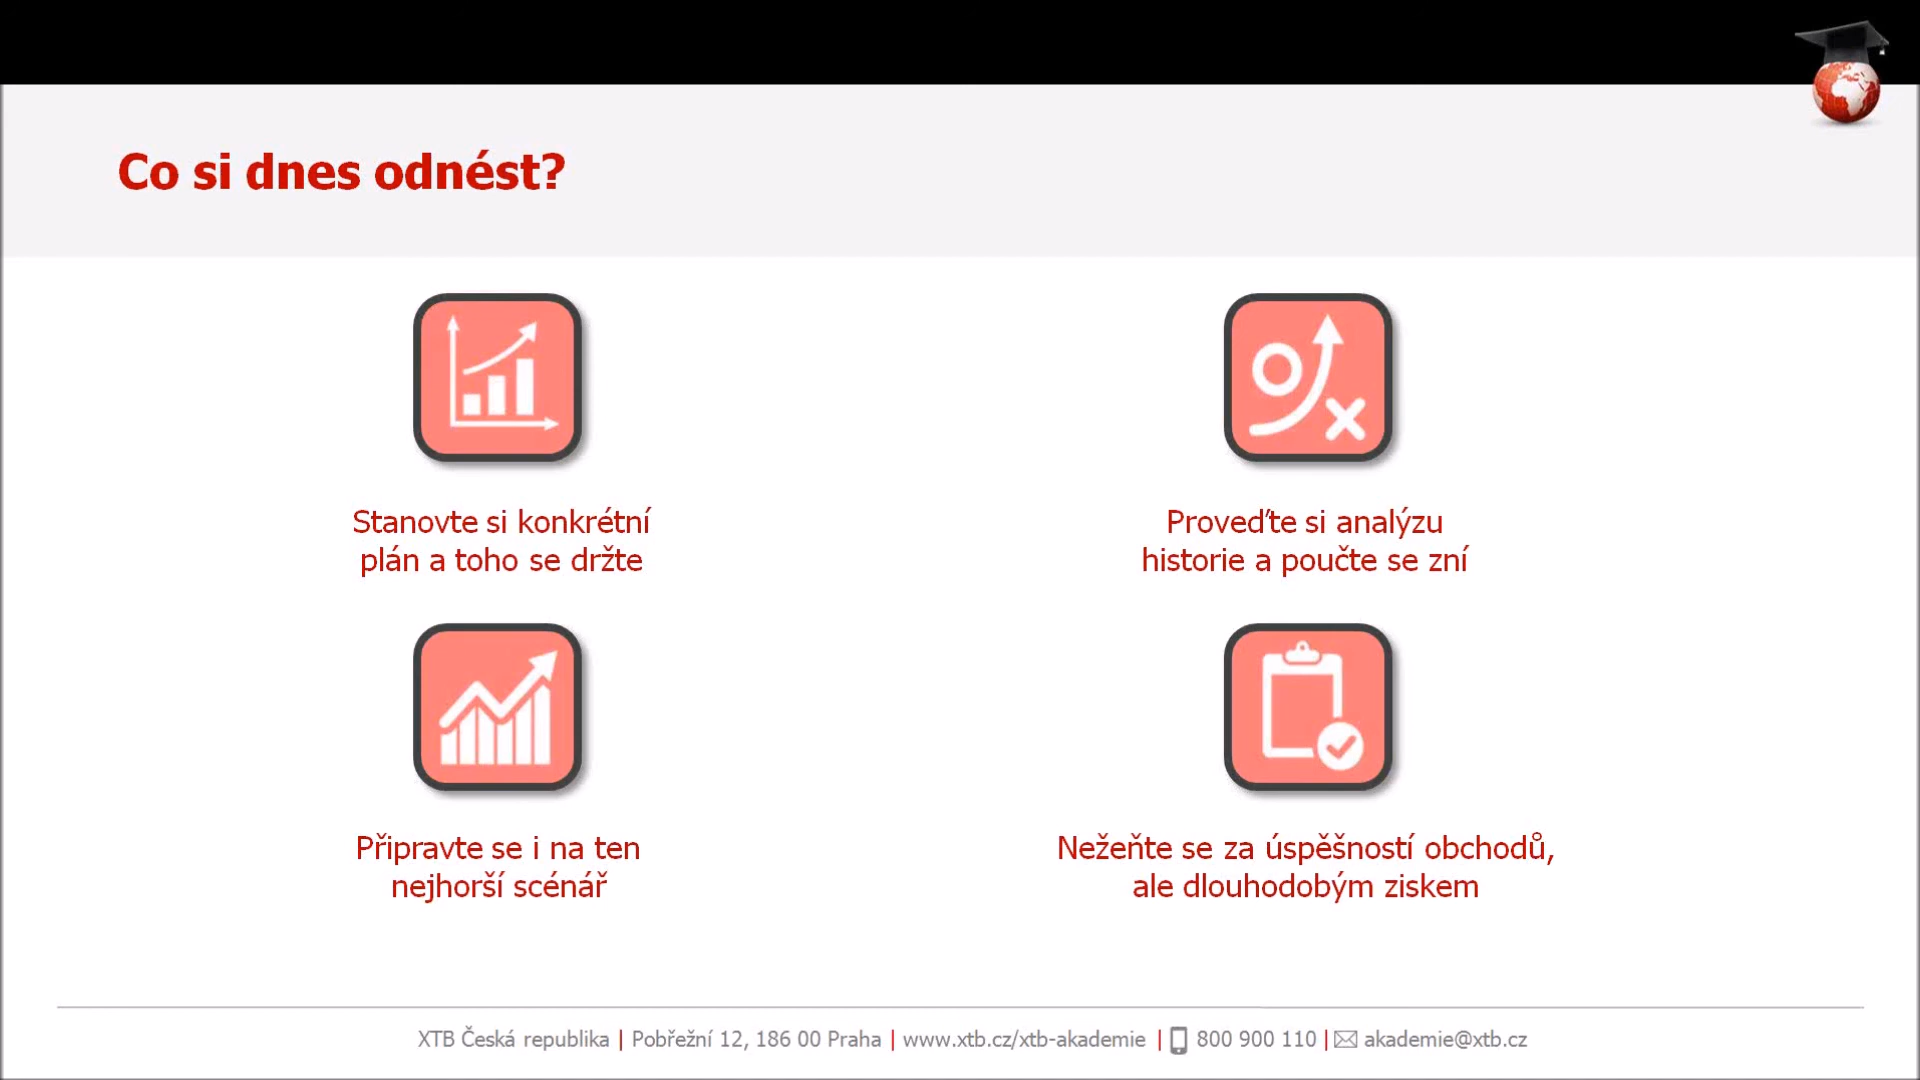 Co si dnes odnést?
Stanovte si konkrétní
plán a toho se držte
Proveďte si analýzu
historie a poučte se zní
Připravte se i na ten
nejhorší scénář
Nežeňte se za úspěšností obchodů,
ale dlouhodobým ziskem
XTB Česká republika | Pobřežní 12, 186 00 Praha | www.xtb.cz/xtb-akademie | 800 900 110 | akademie@xtb.cz